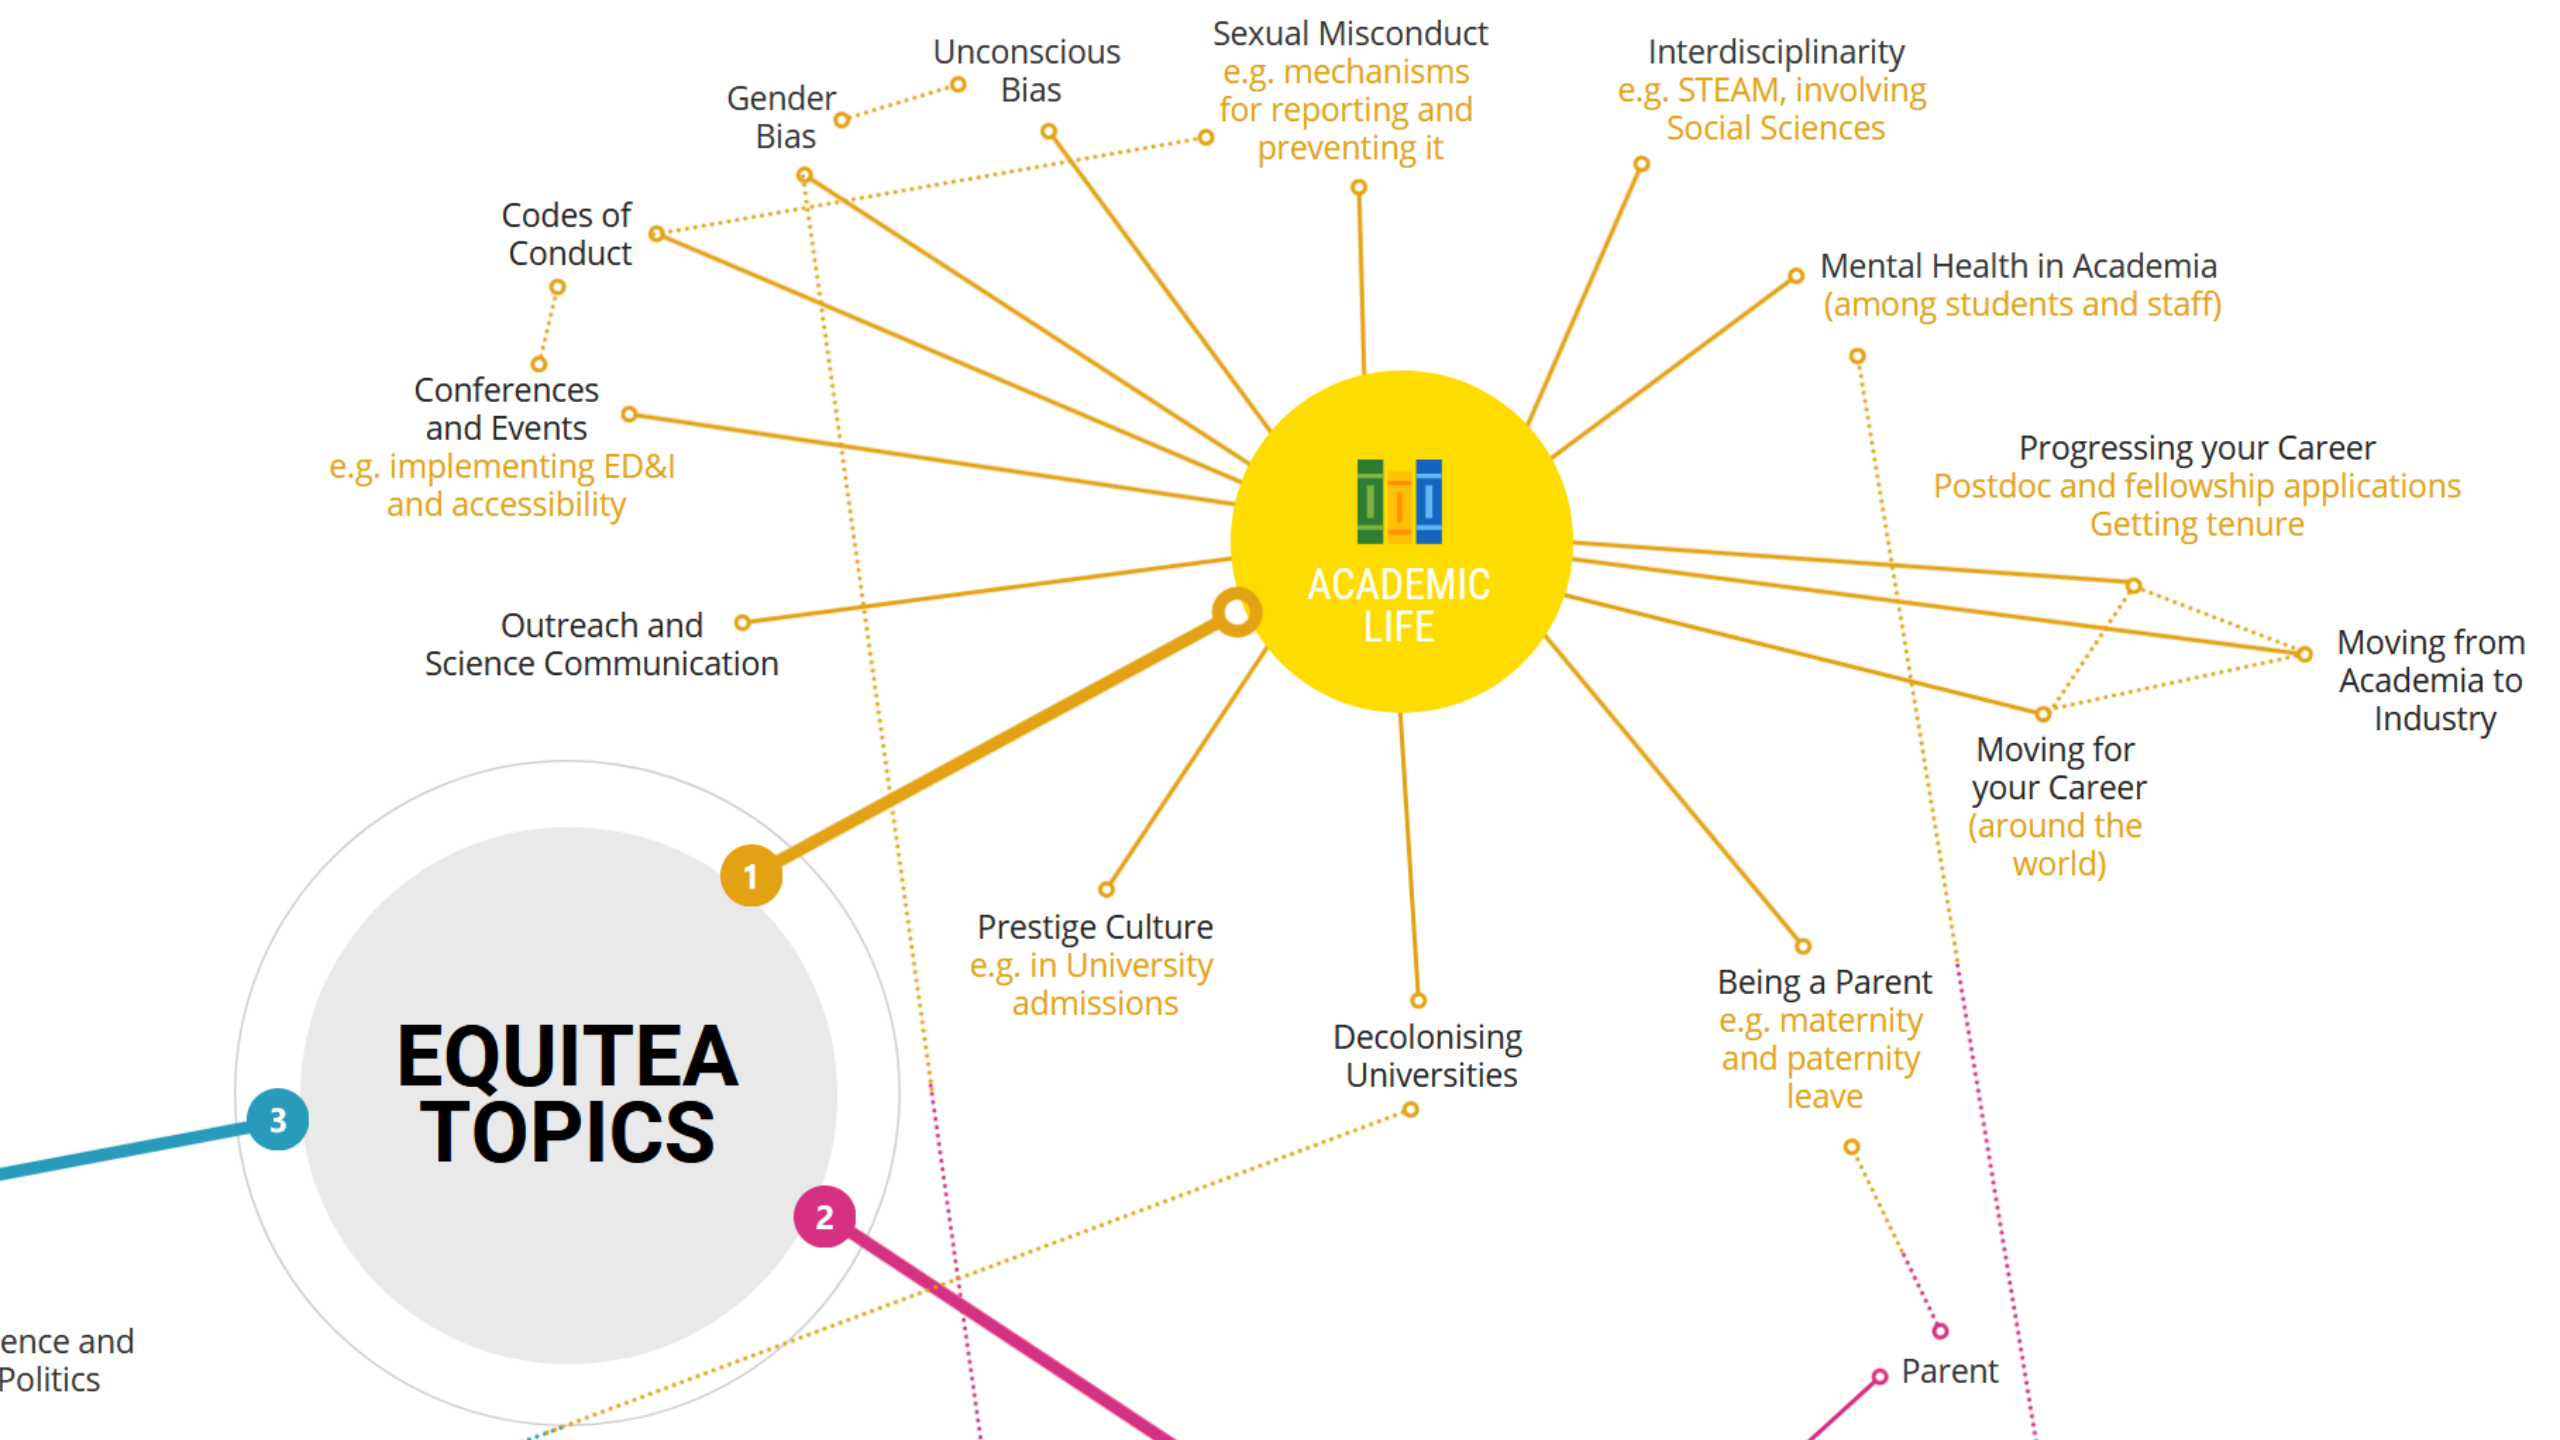 Sexual Misconduct
e.g. mechanisms
for reporting and
preventing it
Unconscious
Bias
Interdisciplinarity
e.g. STEAM, involving
Social Sciences
Gender
Bias
Codes of
Conduct
Mental Health in Academia
(among students and staff)
Conferences
and Events
e.g. implementing ED&I
and accessibility
Progressing your Career
Postdoc and fellowship applications
Getting tenure
ACADEMIC
LIFE
Outreach and
Science Communication
Moving from
Academia to
Industry
Moving for
your Career
(around the
world)
1
Prestige Culture
e.g. in University
admissions
Being a Parent
e.g. maternity
and paternity
leave
Decolonising
Universities
EQUITEA
TOPICS
3
2
ence and
Politics
Parent